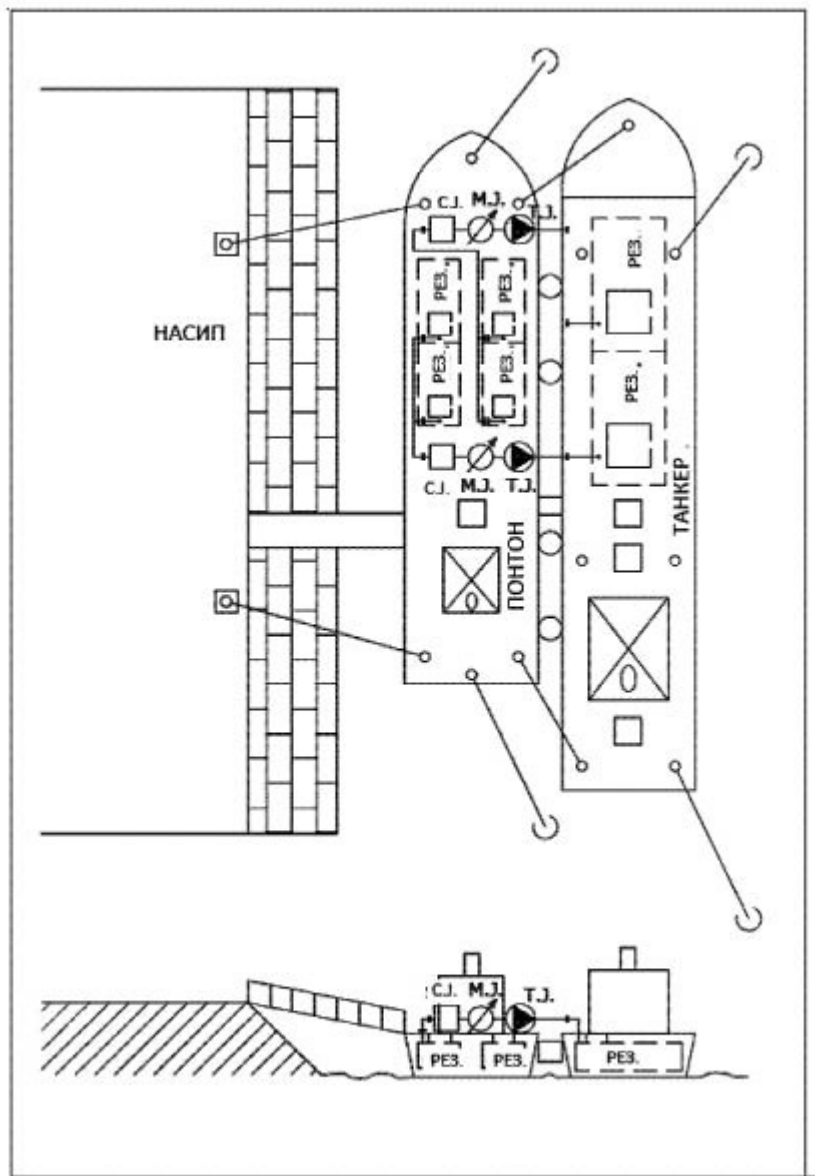 C.J. M.J. T.J.
РЕЗ. РЕЗ. РЕЗ.
НАСИП
РЕЗ. РЕЗ. РЕЗ.
C.J. M.J. T.J.
ПОНТОН
ТАНКЕР
C.J. M.J. T.J.
РЕЗ. РЕЗ. РЕЗ.